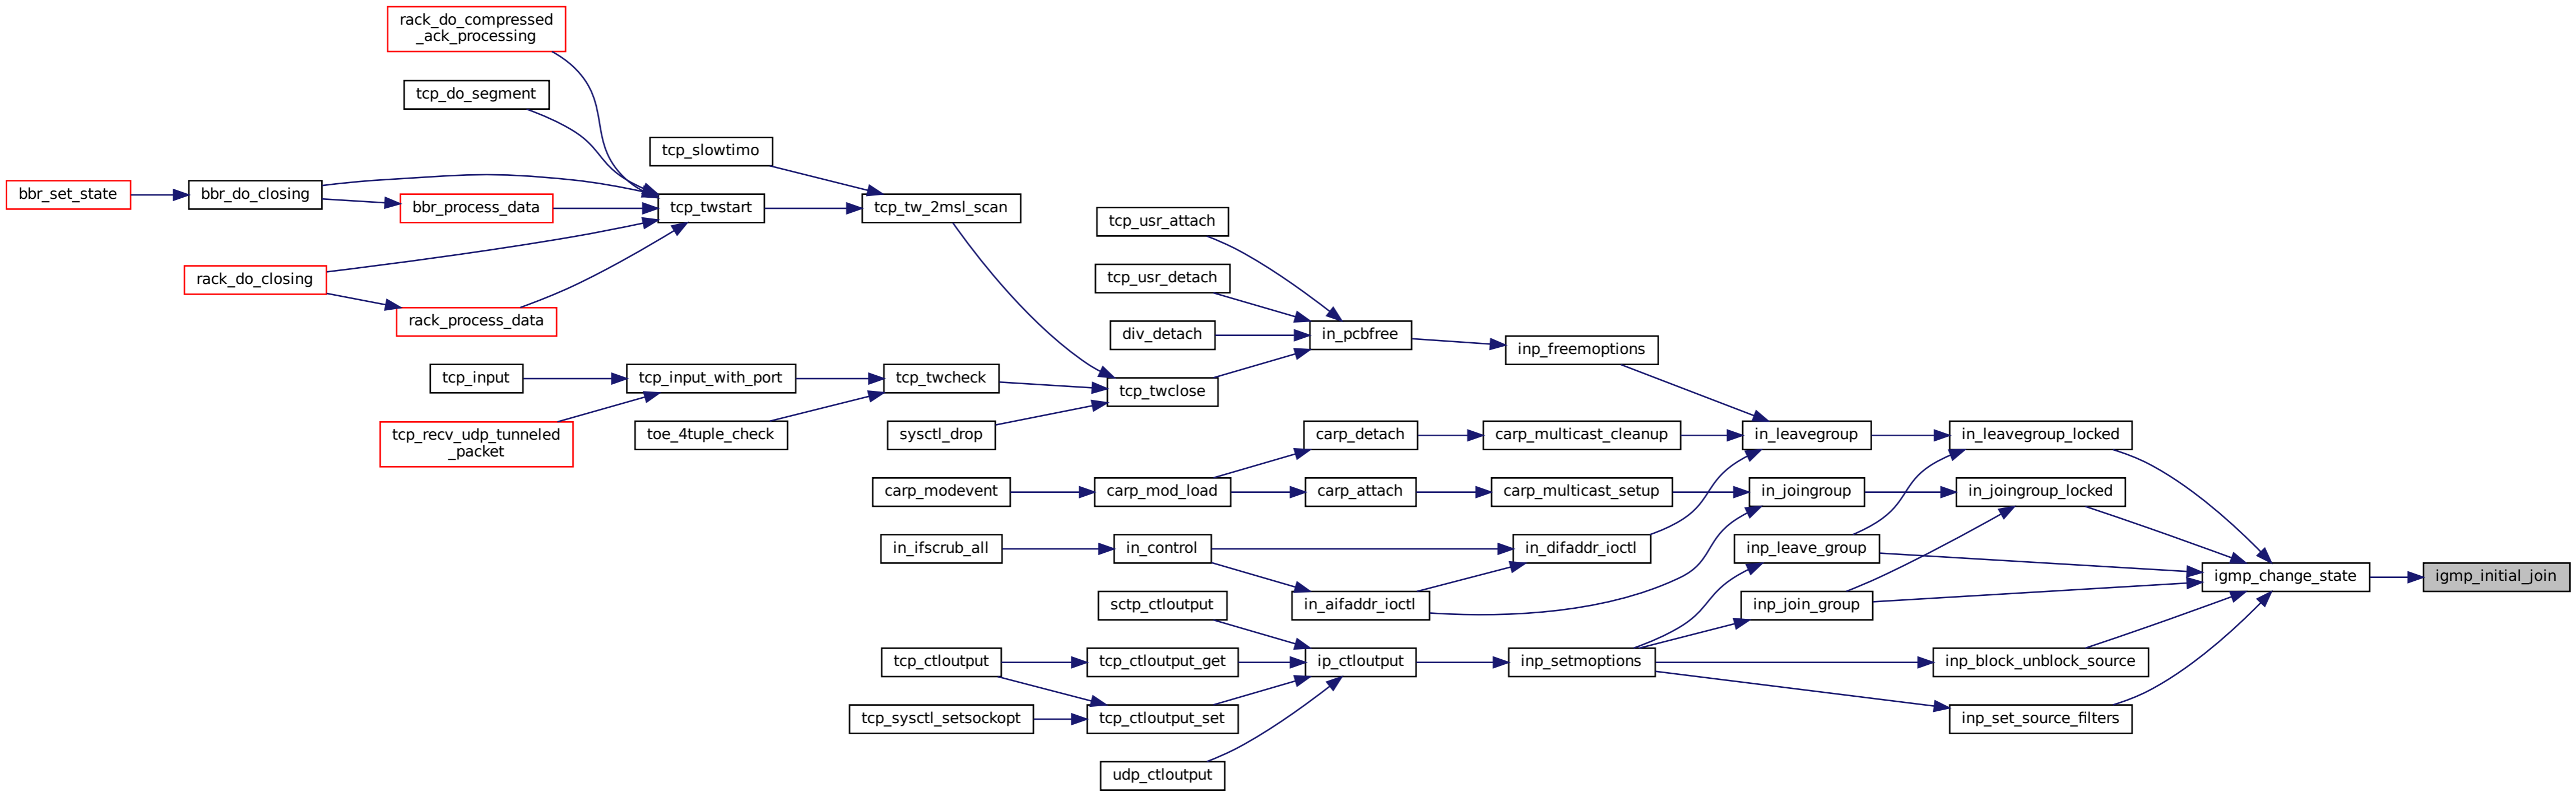 rack_do_compressed
_ack_processing
tcp_do_segment
tcp_slowtimo
bbr_set_state
bbr_do_closing
bbr_process_data
tcp_twstart
tcp_tw_2msl_scan
tcp_usr_attach
rack_do_closing
tcp_usr_detach
rack_process_data
div_detach
in_pcbfree
inp_freemoptions
tcp_input
tcp_input_with_port
tcp_twcheck
tcp_twclose
tcp_recv_udp_tunneled
_packet
toe_4tuple_check
sysctl_drop
carp_detach
carp_multicast_cleanup
in_leavegroup
in_leavegroup_locked
carp_modevent
carp_mod_load
carp_attach
carp_multicast_setup
in_joingroup
in_joingroup_locked
in_ifscrub_all
in_control
in_difaddr_ioctl
inp_leave_group
igmp_change_state
igmp_initial_join
sctp_ctloutput
in_aifaddr_ioctl
inp_join_group
tcp_ctloutput
tcp_ctloutput_get
ip_ctloutput
inp_setmoptions
inp_block_unblock_source
tcp_sysctl_setsockopt
tcp_ctloutput_set
inp_set_source_filters
udp_ctloutput